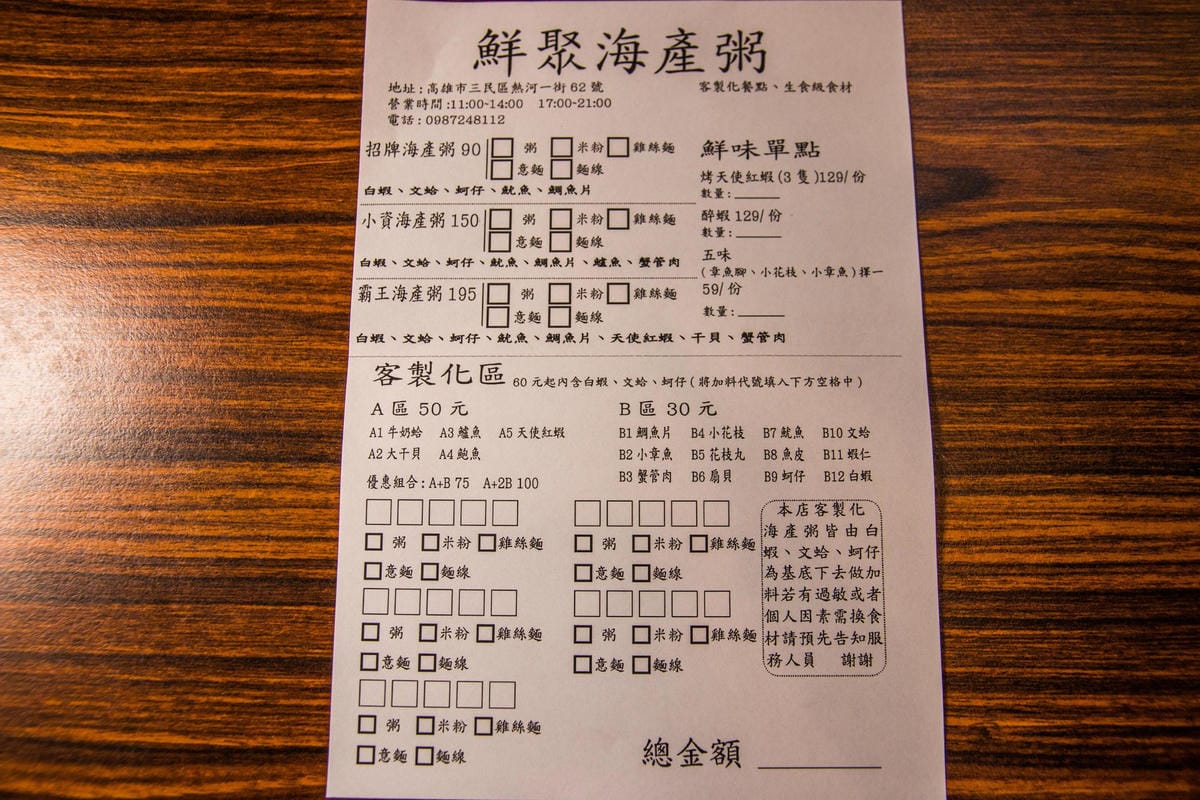 鮮聚海產粥
地址：高雄市三民區熱河一街 62 號
營業時間：11:00~14:00 17:00~21:00
電話：0987248112
客製化餐點、生食級食材
招牌海產粥 90 粥 米粉 雞絲麵
意麵 麵線
白蝦、文蛤、蚵仔、魷魚、鯛魚片
小資海產粥 150 粥 米粉 雞絲麵
意麵 麵線
白蝦、文蛤、蚵仔、魷魚、鯛魚片、鱸魚、蟹管肉
霸王海產粥 195 粥 米粉 雞絲麵
意麵 麵線
白蝦、文蛤、蚵仔、魷魚、鯛魚片、天使紅蝦、干貝、蟹管肉
鮮味單點
烤天使紅蝦(3 隻)129/份
數量：
醉蝦 129/份
數量：
五味
(章魚腳、小花枝、小章魚)擇一
59/份
數量：
客製化區 60 元起內含白蝦、文蛤、蚵仔(將加料代號填入下方空格中)
A 區 50 元
A1 牛奶蛤 A3 鱸魚 A5 天使紅蝦
A2 大干貝 A4 鮑魚
優惠組合：A+B 75 A+2B 100
B 區 30 元
B1 鯛魚片 B4 小花枝 B7 魷魚 B10 文蛤
B2 小章魚 B5 花枝丸 B8 魚皮 B11 蝦仁
B3 蟹管肉 B6 扇貝 B9 蚵仔 B12 白蝦
粥 米粉 雞絲麵
意麵 麵線
粥 米粉 雞絲麵
意麵 麵線
粥 米粉 雞絲麵
意麵 麵線
粥 米粉 雞絲麵
意麵 麵線
粥 米粉 雞絲麵
意麵 麵線
本店客製化
海產粥皆由白
蝦、文蛤、蚵仔
為基底下去做加
料若有過敏或者
個人因素需換食
材請預先告知服
務人員 謝謝
總金額